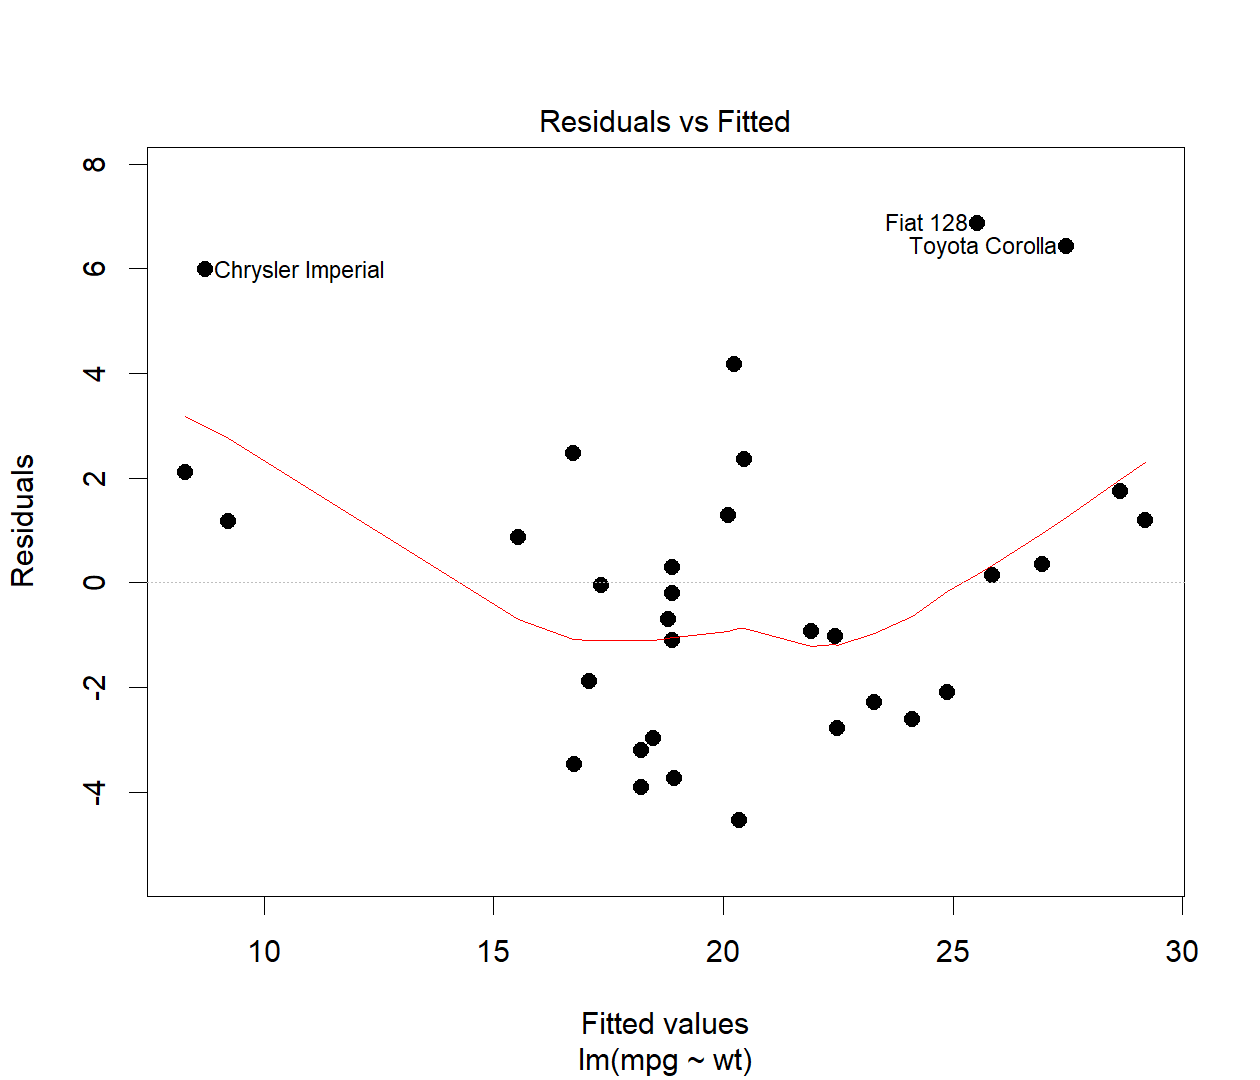 Residuals vs Fitted
8
6
4
2
0
-2
-4
Residuals
Fiat 128
Toyota Corolla
Chrysler Imperial
10 15 20 25 30
Fitted values
lm(mpg ~ wt)